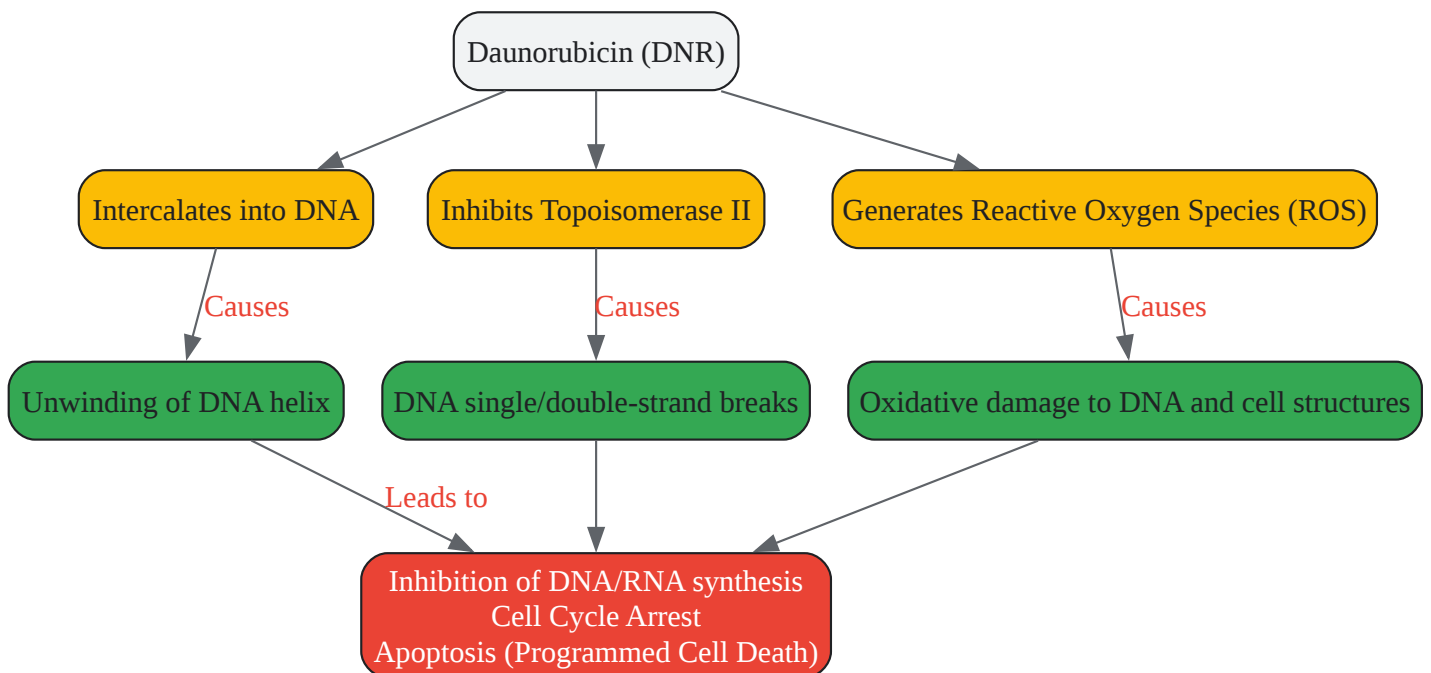 Daunorubicin (DNR)
Intercalates into DNA
Inhibits Topoisomerase II
Generates Reactive Oxygen Species (ROS)
Causes
Causes
Causes
Unwinding of DNA helix
DNA single/double-strand breaks
Oxidative damage to DNA and cell structures
Leads to
Inhibition of DNA/RNA synthesis
Cell Cycle Arrest
Apoptosis (Programmed Cell Death)